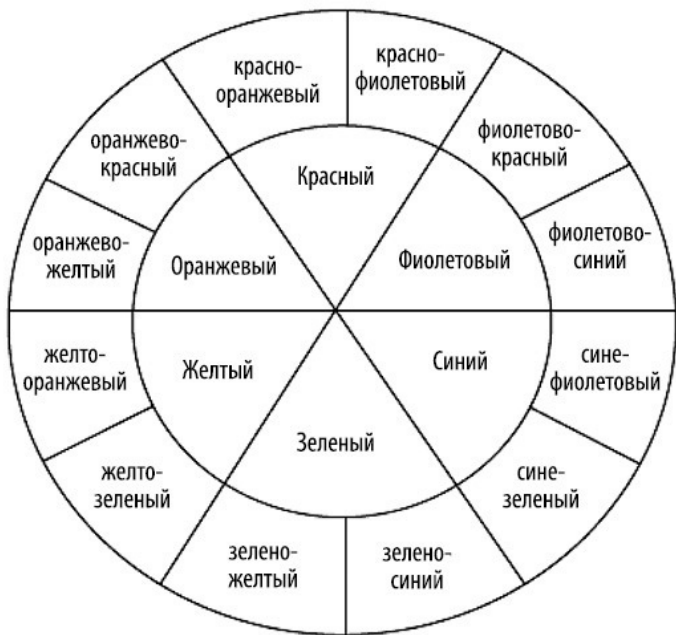 красно-
оранжевый
красно-
фиолетовый
оранжево-
красный
фиолетово-
красный
Красный
оранжево-
желтый
Оранжевый
Фиолетовый
фиолетово-
синий
желто-
оранжевый
Желтый
Синий
сине-
фиолетовый
Зеленый
желто-
зеленый
сине-
зеленый
зелено-
желтый
зелено-
синий